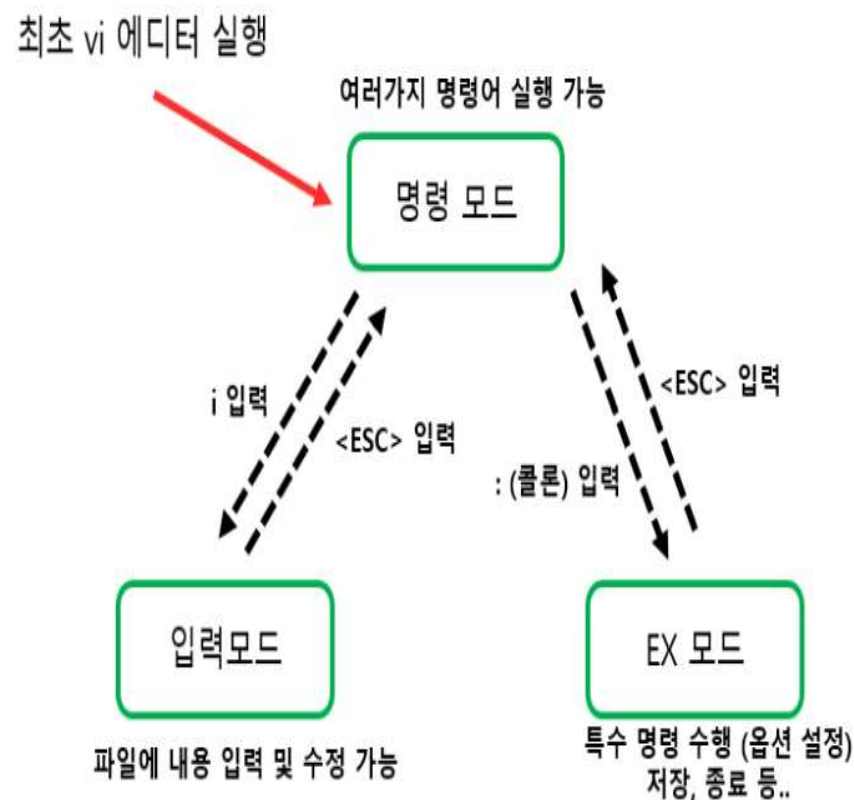 최초 vi 에디터 실행
여러가지 명령어 실행 가능
명령 모드
i 입력
<ESC> 입력
<ESC> 입력
: (콜론) 입력
입력모드
EX 모드
파일에 내용 입력 및 수정 가능
특수 명령 수행 (옵션 설정)
저장, 종료 등..